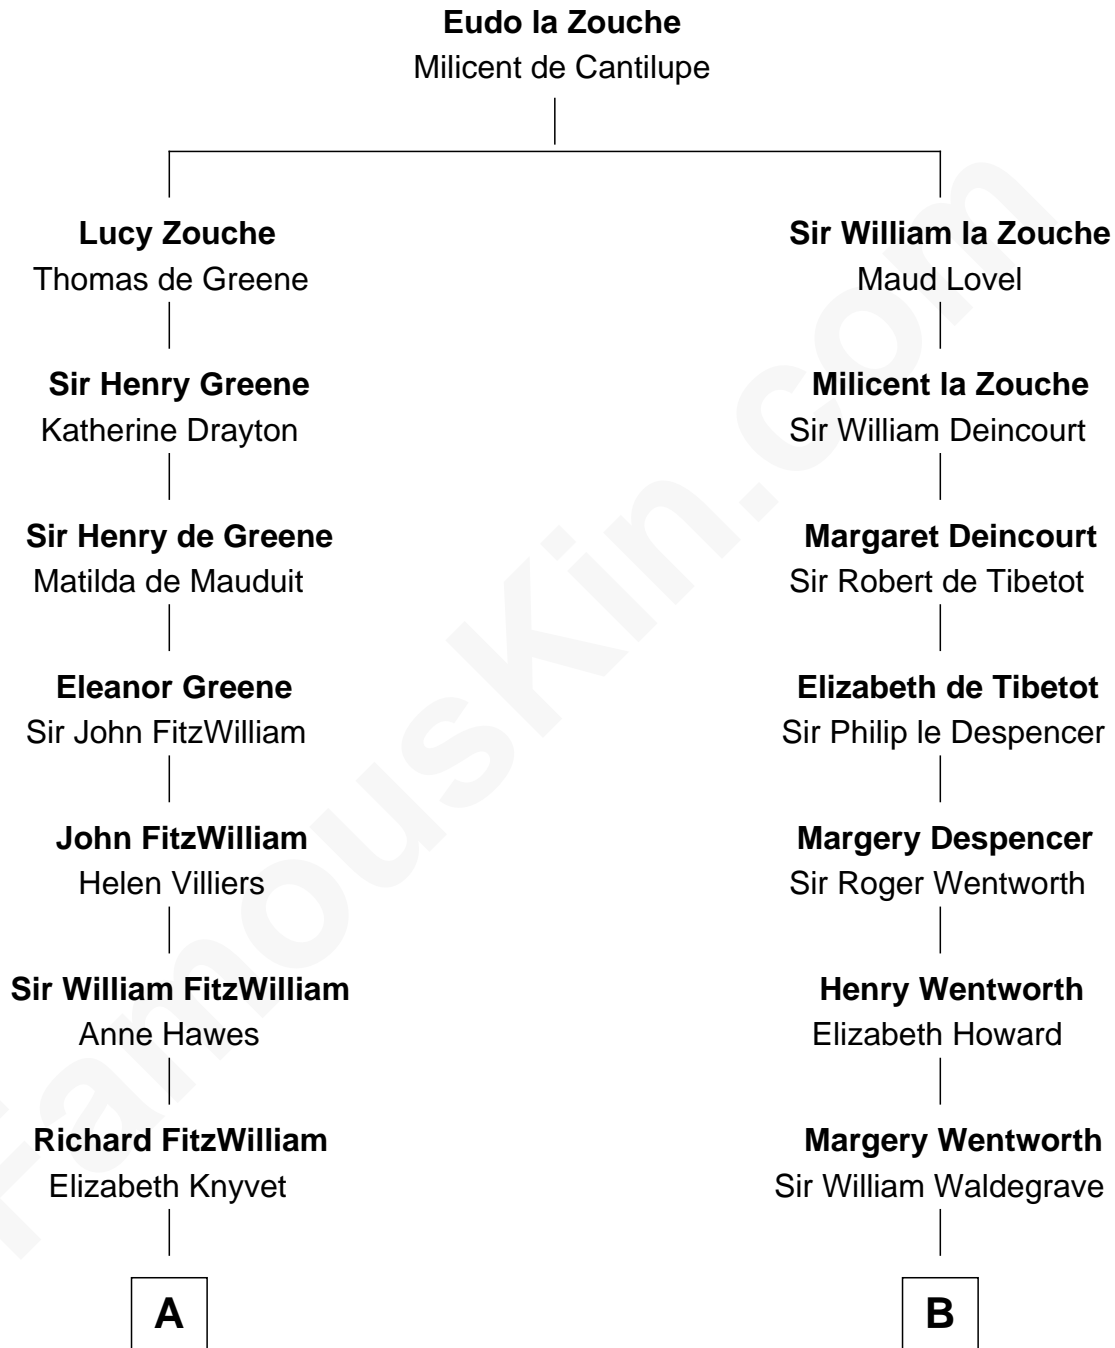 Eudo la Zouche
Milicent de Cantilupe
Lucy Zouche
Thomas de Greene
Sir Henry Greene
Katherine Drayton
Sir Henry de Greene
Matilda de Mauduit
Eleanor Greene
Sir John FitzWilliam
John FitzWilliam
Helen Villiers
Sir William FitzWilliam
Anne Hawes
Richard FitzWilliam
Elizabeth Knyvet
A
Sir William la Zouche
Maud Lovel
Milicent la Zouche
Sir William Deincourt
Margaret Deincourt
Sir Robert de Tibetot
Elizabeth de Tibetot
Sir Philip le Despencer
Margery Despencer
Sir Roger Wentworth
Henry Wentworth
Elizabeth Howard
Margery Wentworth
Sir William Waldegrave
B
FamousKin.com